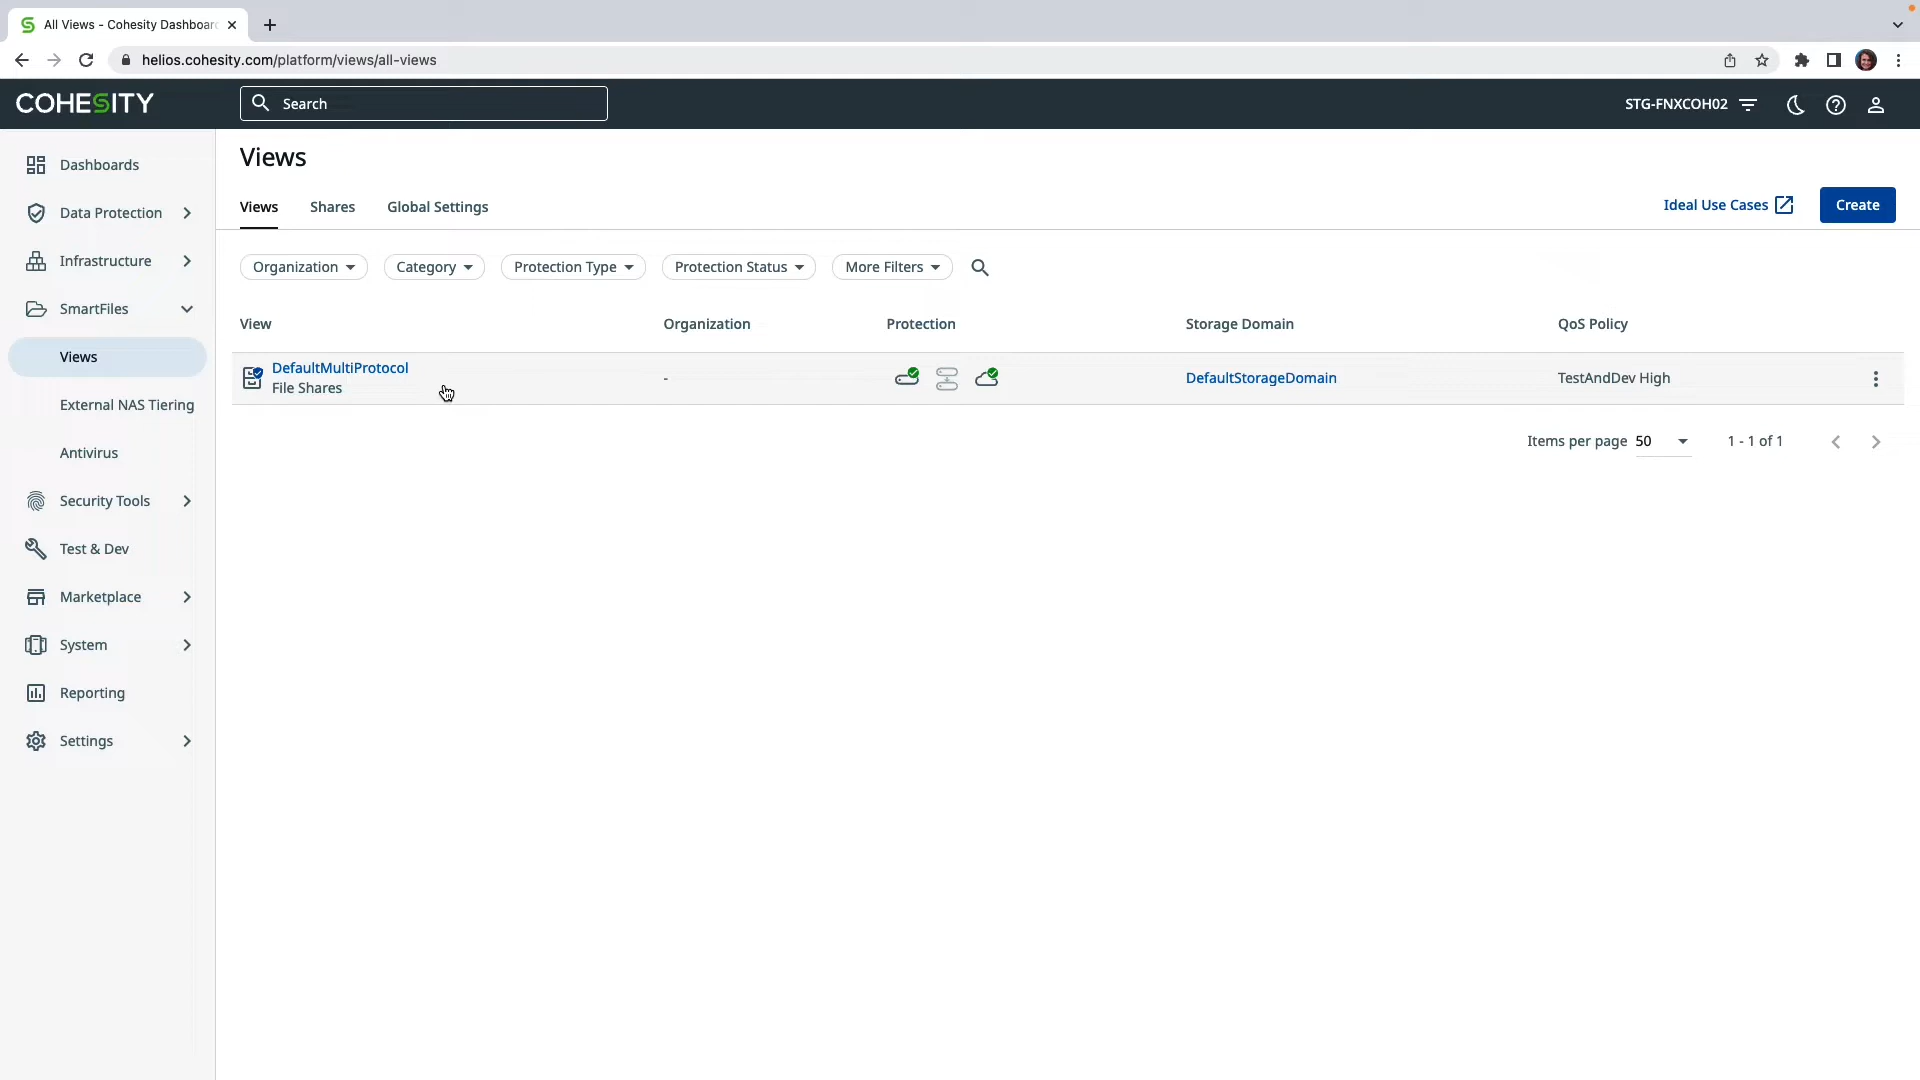 All Views - Cohesity Dashboar
helios.cohesity.com/platform/views/all-views
COHESITY
Search
STG-FNXCOH02
Dashboards
Data Protection
Infrastructure
SmartFiles
Views
External NAS Tiering
Antivirus
Security Tools
Test & Dev
Marketplace
System
Reporting
Settings
Views
Views Shares Global Settings
Ideal Use Cases
Create
Organization Category Protection Type Protection Status More Filters
View Organization Protection Storage Domain QoS Policy
DefaultMultiProtocol - DefaultStorageDomain TestAndDev High
File Shares
Items per page 50 1 - 1 of 1